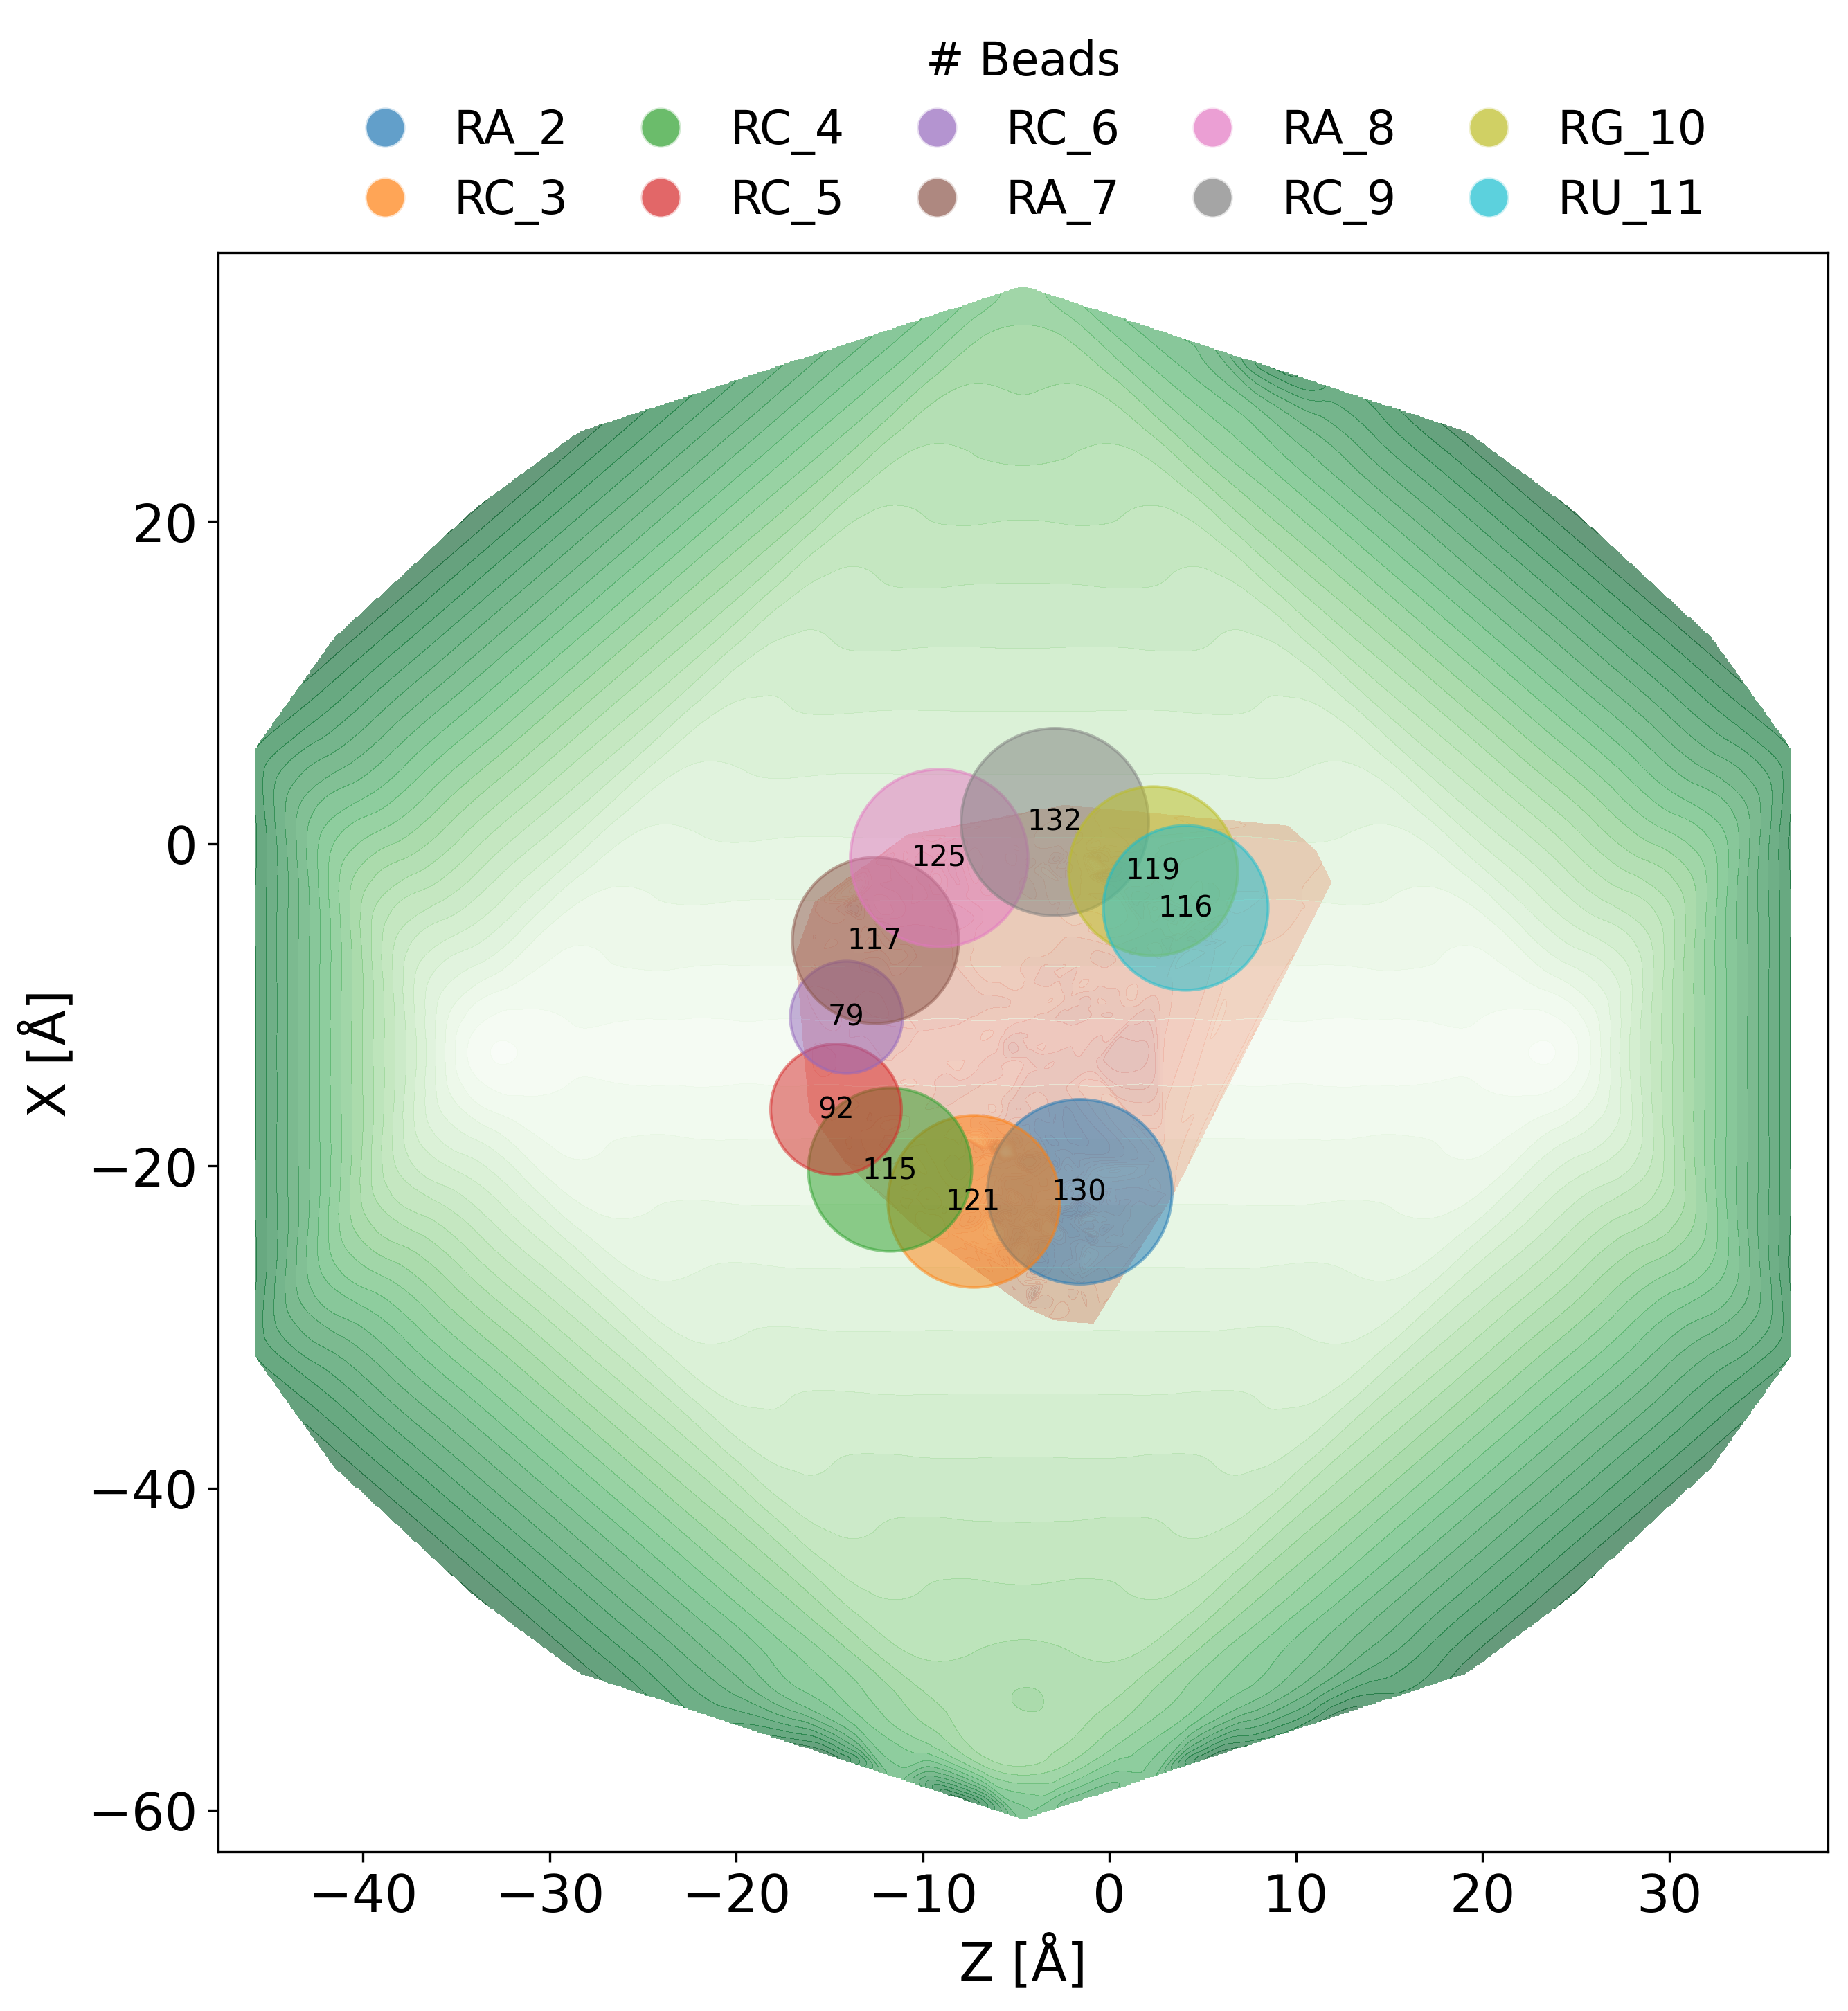 # Beads
RA_2 RC_4 RC_6 RA_8 RG_10
RC_3 RC_5 RA_7 RC_9 RU_11
20
0
−20
−40
−60
X [Å]
132
125
119
116
117
79
92
115
121
130
−40 −30 −20 −10 0 10 20 30
Z [Å]